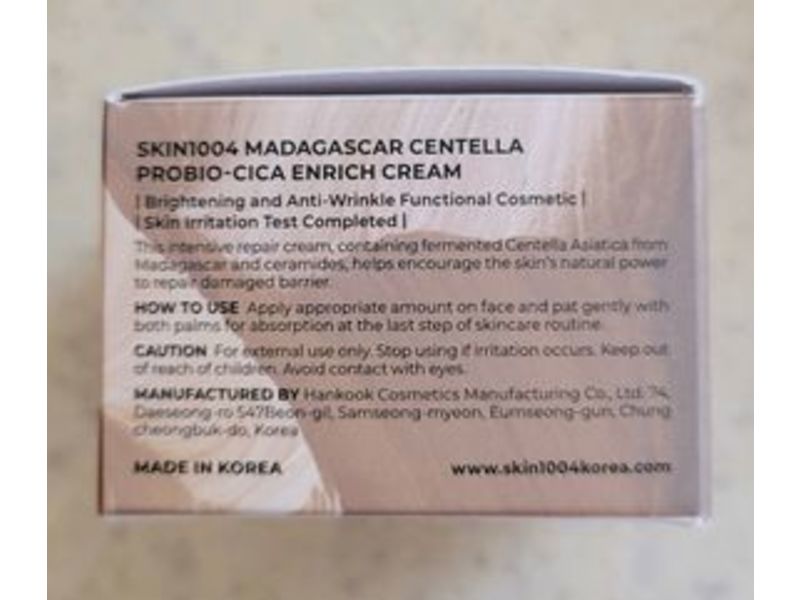 SKIN1004 MADAGASCAR CENTELLA
PROBIO-CICA ENRICH CREAM
| Brightening and Anti-Wrinkle Functional Cosmetic |
| Skin Irritation Test Completed |
This intensive repair cream, containing fermented Centella Asiatica from
Madagascar and ceramides, helps encourage the skin's natural power
to repair damaged barrier.
HOW TO USE Apply appropriate amount on face and pat gently with
both palms for absorption at the last step of skincare routine.
CAUTION For external use only. Stop using if irritation occurs. Keep out
of reach of children. Avoid contact with eyes.
MANUFACTURED BY Hankook Cosmetics Manufacturing Co., Ltd. 74,
Daeseong-ro 547Beon-gil, Samseong-myeon, Eumseong-gun, Chung
cheongbuk-do, Korea
MADE IN KOREA www.skin1004korea.com